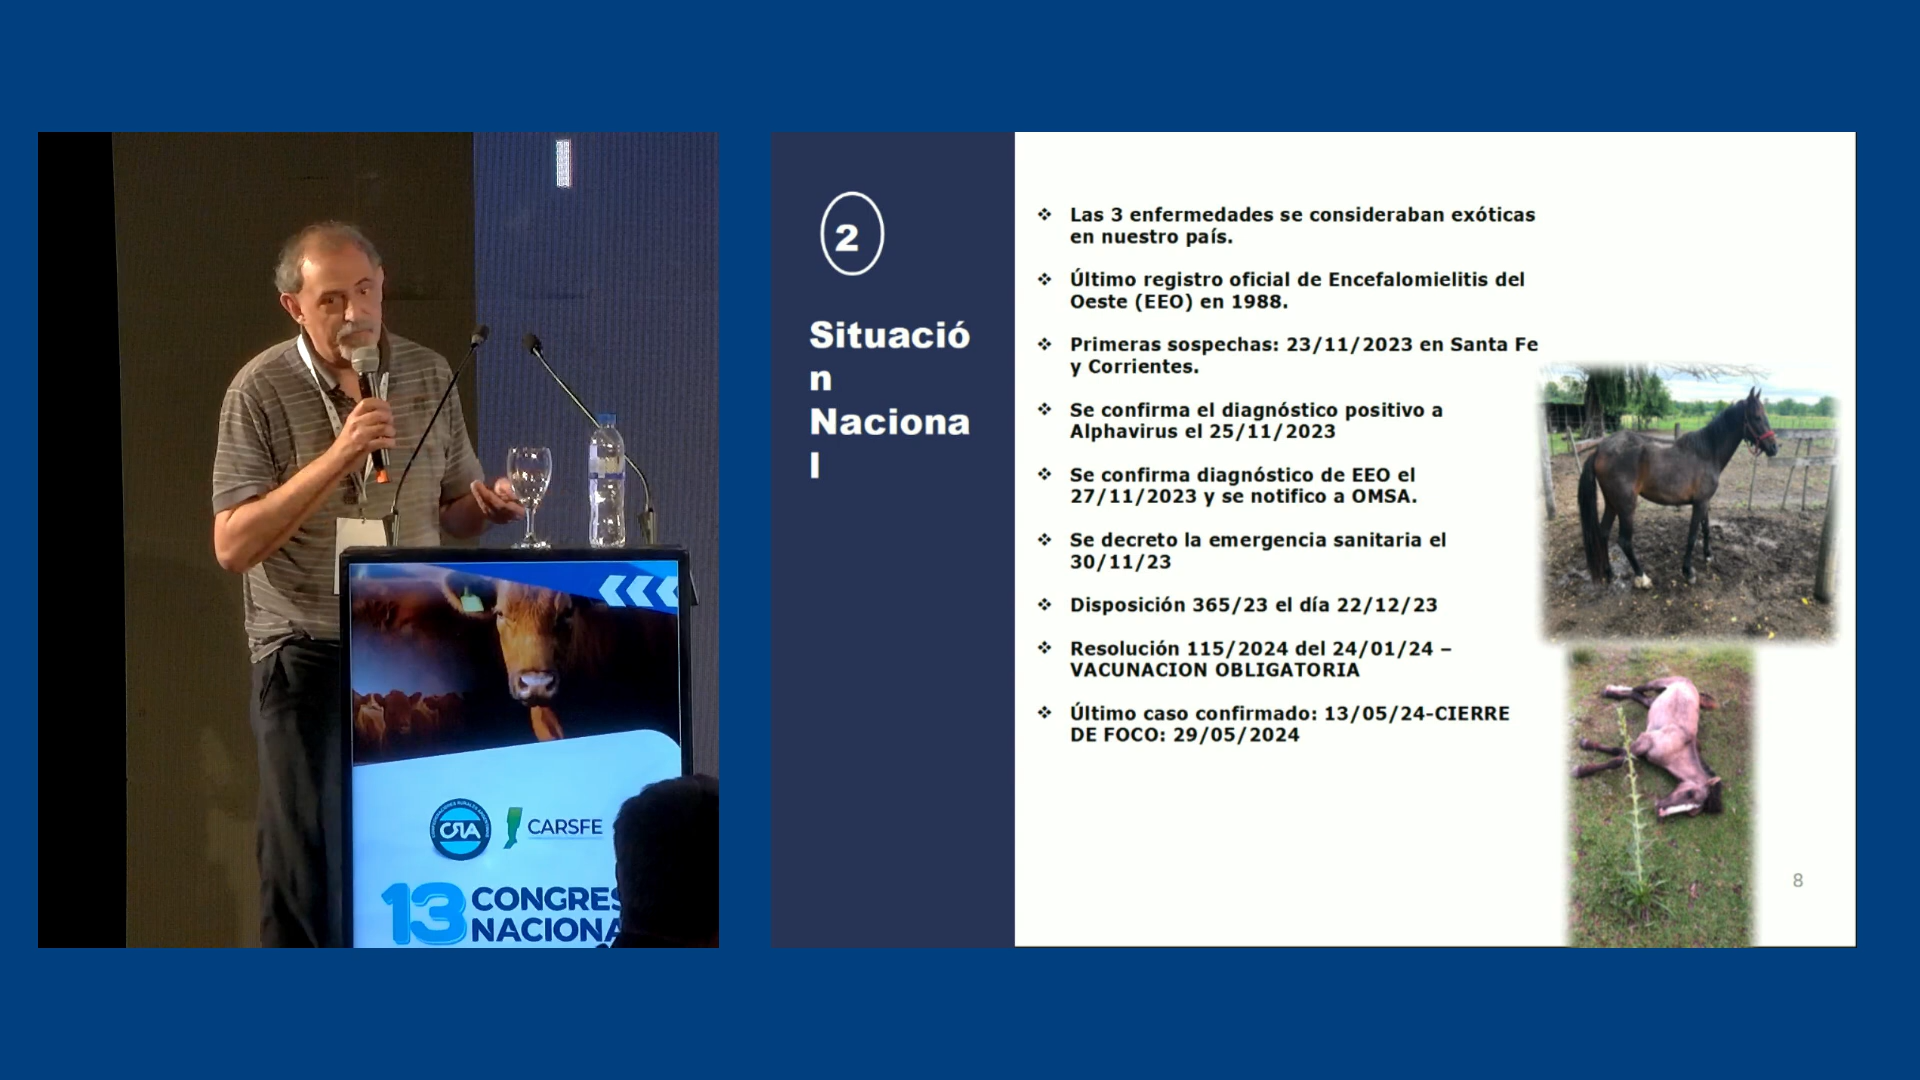 CRA
CARSFE
13 CONGRES
NACIONA
2
Situació
n
Naciona
l
Las 3 enfermedades se consideraban exóticas
en nuestro país.
Último registro oficial de Encefalomielitis del
Oeste (EEO) en 1988.
Primeras sospechas: 23/11/2023 en Santa Fe
y Corrientes.
Se confirma el diagnóstico positivo a
Alphavirus el 25/11/2023
Se confirma diagnóstico de EEO el
27/11/2023 y se notifico a OMSA.
Se decreto la emergencia sanitaria el
30/11/23
Disposición 365/23 el día 22/12/23
Resolución 115/2024 del 24/01/24 –
VACUNACION OBLIGATORIA
Último caso confirmado: 13/05/24-CIERRE
DE FOCO: 29/05/2024
8